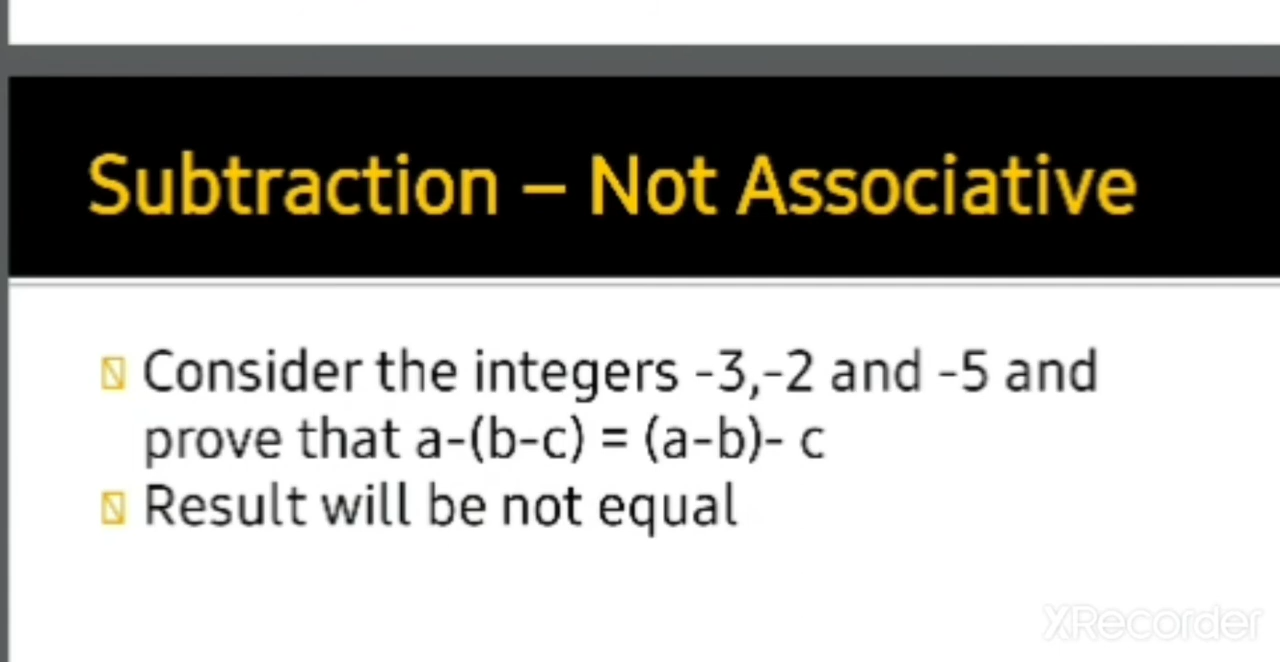 Subtraction – Not Associative
Consider the integers -3,-2 and -5 and
prove that a-(b-c) = (a-b)- c
Result will be not equal
XRecorder